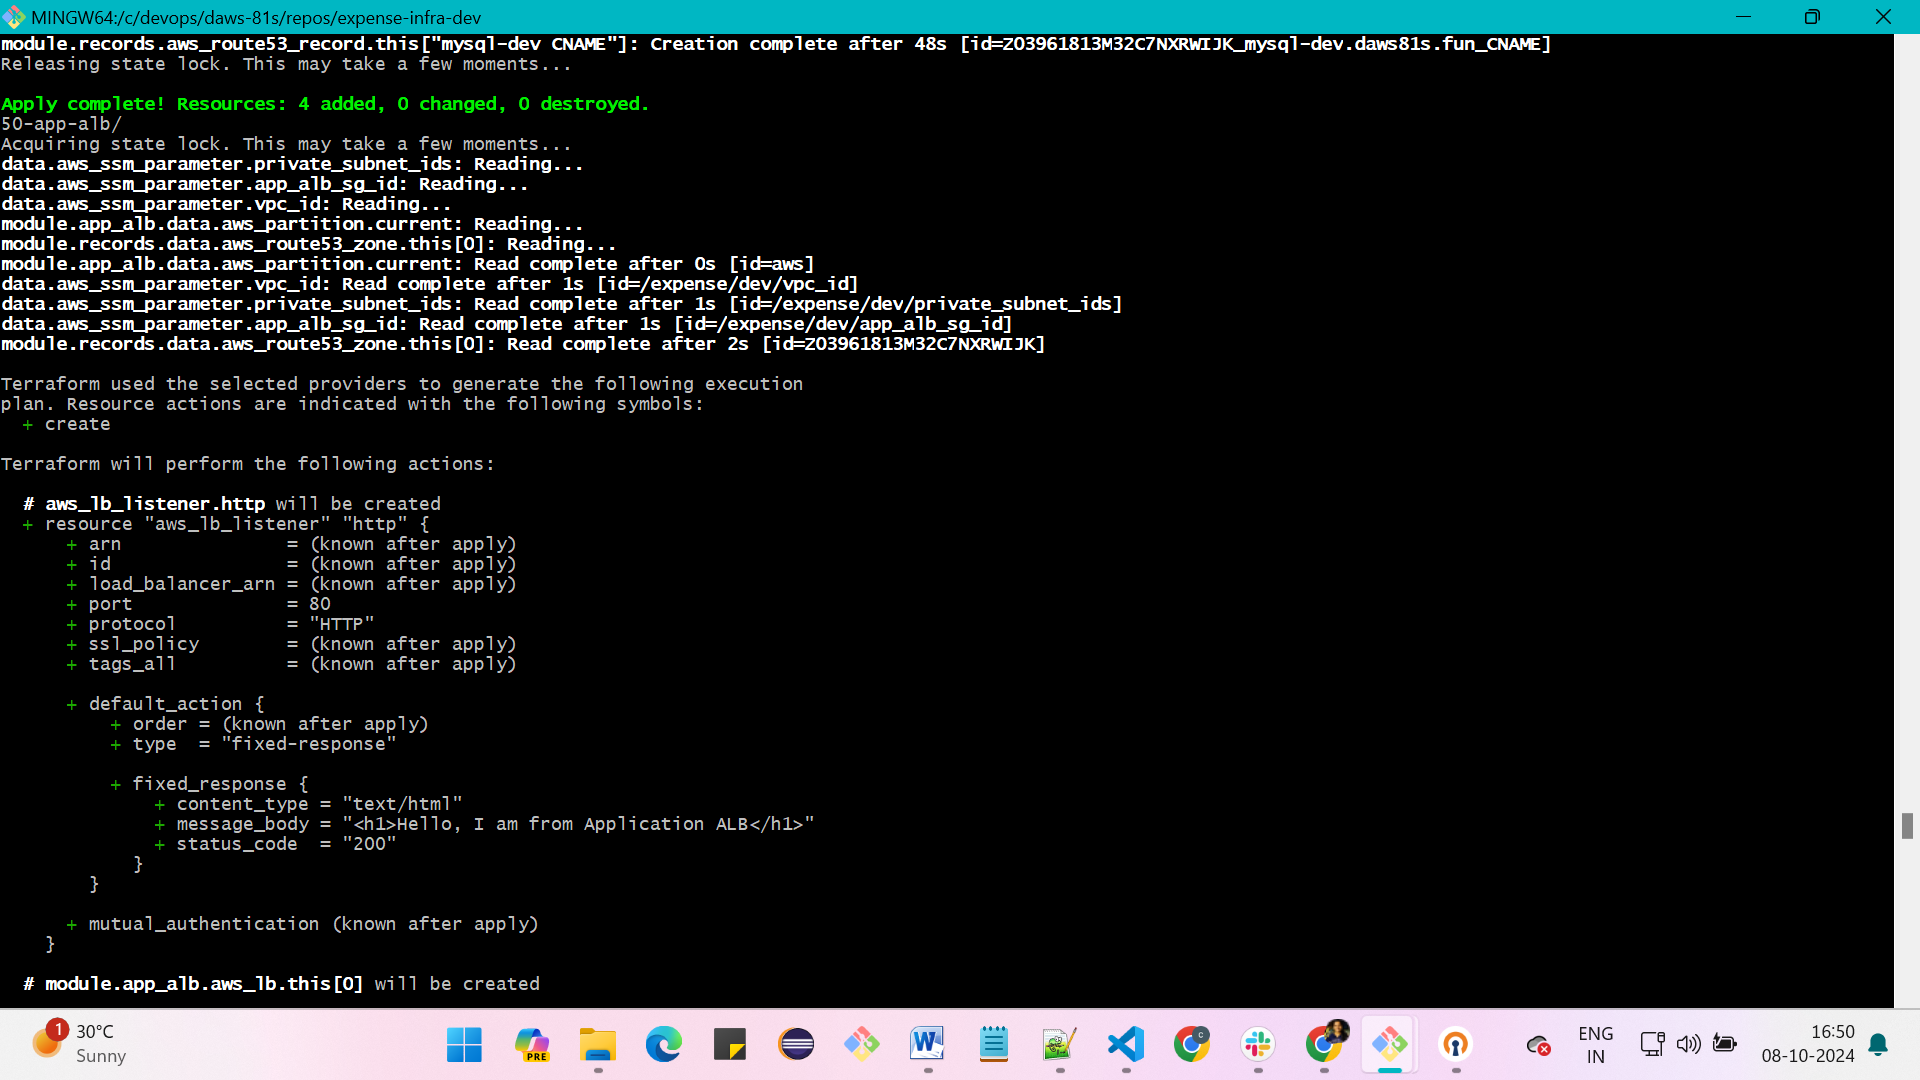 MINGW64:/c/devops/daws-81s/repos/expense-infra-dev
module.records.aws_route53_record.this["mysql-dev CNAME"]: Creation complete after 48s [id=Z03961813M32C7NXRWIJK_mysql-dev.daws81s.fun_CNAME]
Releasing state lock. This may take a few moments...
Apply complete! Resources: 4 added, 0 changed, 0 destroyed.
50-app-alb/
Acquiring state lock. This may take a few moments...
data.aws_ssm_parameter.private_subnet_ids: Reading...
data.aws_ssm_parameter.app_alb_sg_id: Reading...
data.aws_ssm_parameter.vpc_id: Reading...
module.app_alb.data.aws_partition.current: Reading...
module.records.data.aws_route53_zone.this[0]: Reading...
module.app_alb.data.aws_partition.current: Read complete after 0s [id=aws]
data.aws_ssm_parameter.vpc_id: Read complete after 1s [id=/expense/dev/vpc_id]
data.aws_ssm_parameter.private_subnet_ids: Read complete after 1s [id=/expense/dev/private_subnet_ids]
data.aws_ssm_parameter.app_alb_sg_id: Read complete after 1s [id=/expense/dev/app_alb_sg_id]
module.records.data.aws_route53_zone.this[0]: Read complete after 2s [id=Z03961813M32C7NXRWIJK]
Terraform used the selected providers to generate the following execution
plan. Resource actions are indicated with the following symbols:
+ create
Terraform will perform the following actions:
# aws_lb_listener.http will be created
+ resource "aws_lb_listener" "http" {
+ arn = (known after apply)
+ id = (known after apply)
+ load_balancer_arn = (known after apply)
+ port = 80
+ protocol = "HTTP"
+ ssl_policy = (known after apply)
+ tags_all = (known after apply)
+ default_action {
+ order = (known after apply)
+ type = "fixed-response"
+ fixed_response {
+ content_type = "text/html"
+ message_body = "<h1>Hello, I am from Application ALB</h1>"
+ status_code = "200"
}
}
+ mutual_authentication (known after apply)
}
# module.app_alb.aws_lb.this[0] will be created
1
30°C
Sunny
PRE
C
ENG
IN
16:50
08-10-2024